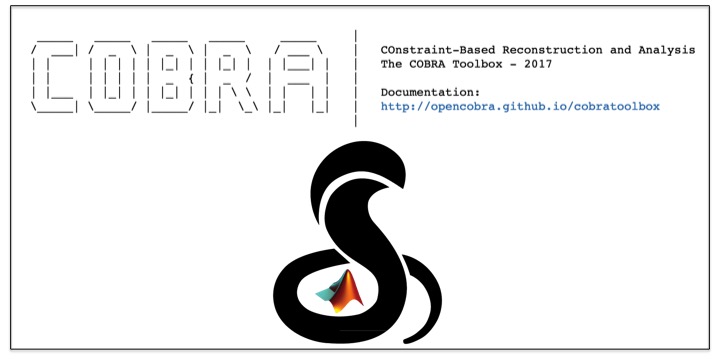 COBRA
COnstraint-Based Reconstruction and Analysis
The COBRA Toolbox - 2017
Documentation:
http://opencobra.github.io/cobratoolbox